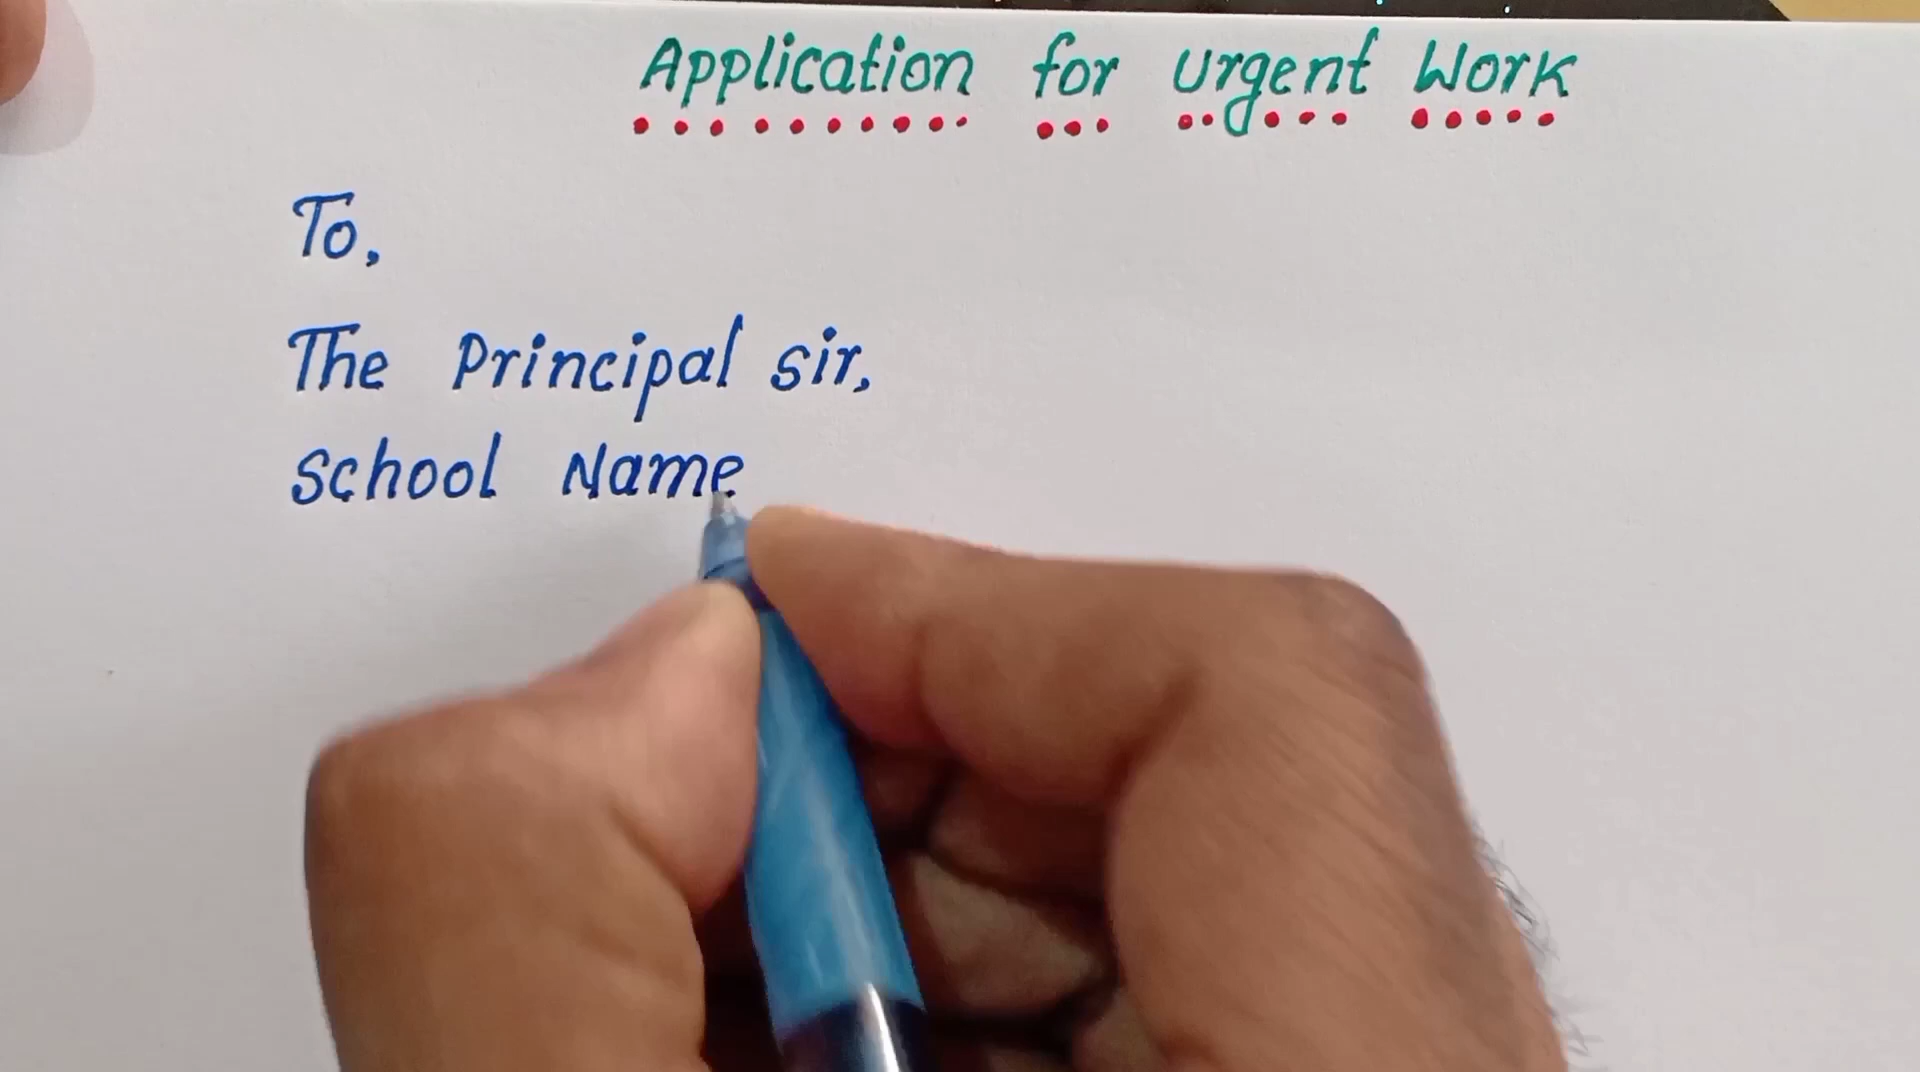 Application for Urgent Work
To,
The Principal sir,
School Name